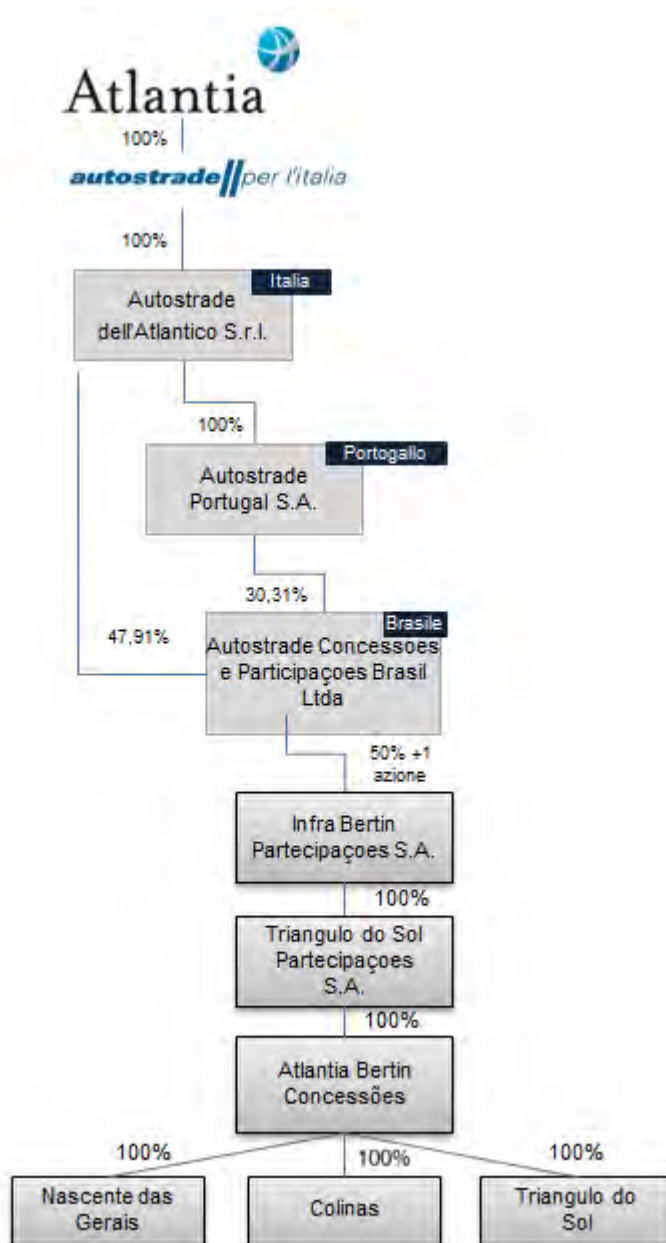 Atlantia
100%
autostrade per l'italia
100%
Italia
Autostrade
dell'Atlantico S.r.l.
100%
Portogallo
Autostrade
Portugal S.A.
30,31%
47,91%
Brasile
Autostrade Concessoes
e Participaçoes Brasil
Ltda
50% +1
azione
Infra Bertin
Partecipaçoes S.A.
100%
Triangulo do Sol
Partecipaçoes
S.A.
100%
Atlantia Bertin
Concessões
100%
100%
100%
Nascente das
Gerais
Colinas
Triangulo do
Sol